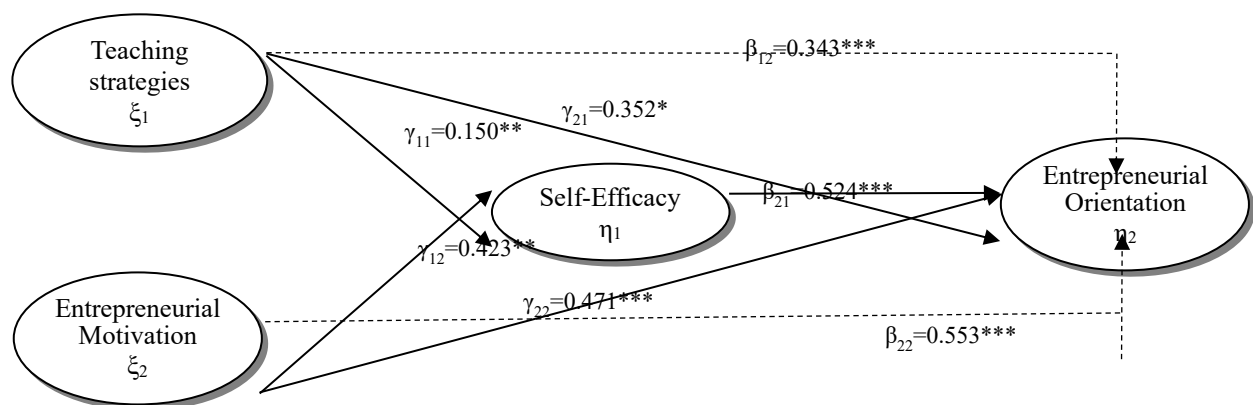 Teaching
strategies
ξ1
β12=0.343***
γ21=0.352*
γ11=0.150**
Self-Efficacy
η1
β21=0.524***
Entrepreneurial
Orientation
η2
γ12=0.423**
Entrepreneurial
Motivation
ξ2
γ22=0.471***
β22=0.553***